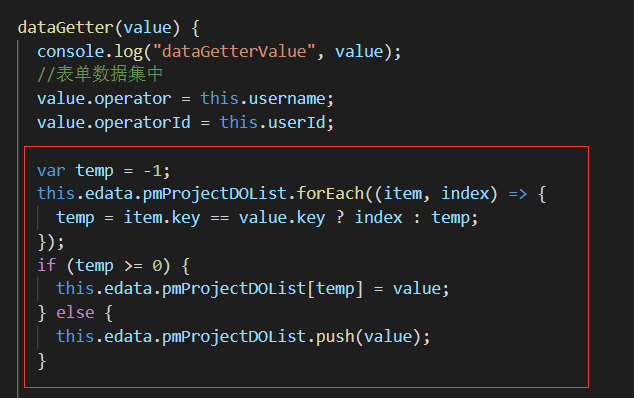 dataGetter(value) {
console.log("dataGetterValue", value);
//表单数据集中
value.operator = this.username;
value.operatorId = this.userId;
var temp = -1;
this.edata.pmProjectDOList.forEach((item, index) => {
temp = item.key == value.key ? index : temp;
});
if (temp >= 0) {
this.edata.pmProjectDOList[temp] = value;
} else {
this.edata.pmProjectDOList.push(value);
}